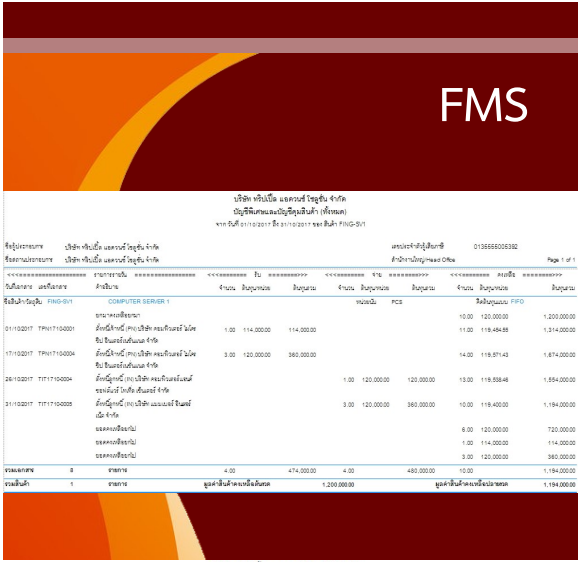 FMS
บริษัท ทริปเปิ้ล แอดวานซ์ โซลูชั่น จำกัด
บัญชีพิเศษและบัญชีคุมสินค้า (ทั้งหมด)
จาก วันที่ 01/10/2017 ถึง 31/10/2017 ของ สินค้า FING-SV1
ชื่อผู้ประกอบการ บริษัท ทริปเปิ้ล แอดวานซ์ โซลูชั่น จำกัด เลขประจำตัวผู้เสียภาษี 0135555005392
ชื่อสถานประกอบการ บริษัท ทริปเปิ้ล แอดวานซ์ โซลูชั่น จำกัด สำนักงานใหญ่/Head Office Page 1 of 1
รายการรายวัน รับ จ่าย คงเหลือ
วันที่เอกสาร เลขที่เอกสาร คำอธิบาย จำนวน ต้นทุน/หน่วย ต้นทุนรวม จำนวน ต้นทุน/หน่วย ต้นทุนรวม จำนวน ต้นทุน/หน่วย ต้นทุนรวม
ชื่อสินค้า/วัตถุดิบ FING-SV1 COMPUTER SERVER 1 หน่วยนับ PCS คิดต้นทุนแบบ FIFO
ยอดคงเหลือยกมา 10.00 120,000.00 1,200,000.00
01/10/2017 TPN1710-0001 ตั้งหนี้เจ้าหนี้ (PN) บริษัท คอมพิวเตอร์ ไมโคร 1.00 114,000.00 114,000.00 11.00 119,454.55 1,314,000.00
ชิป อินเตอร์เนชั่นแนล จำกัด
17/10/2017 TPN1710-0004 ตั้งหนี้เจ้าหนี้ (PN) บริษัท คอมพิวเตอร์ ไมโคร 3.00 120,000.00 360,000.00 14.00 119,571.43 1,674,000.00
ชิป อินเตอร์เนชั่นแนล จำกัด
26/10/2017 TIT1710-0004 ตั้งหนี้ลูกหนี้ (IN) บริษัท คอมพิวเตอร์แอนด์ 1.00 120,000.00 120,000.00 13.00 119,538.46 1,554,000.00
ซอฟต์แวร์ โทเทิ่ล เซ็นเตอร์ จำกัด
31/10/2017 TIT1710-0005 ตั้งหนี้ลูกหนี้ (IN) บริษัท แมมเบอร์ อินเตอร์ 3.00 120,000.00 360,000.00 10.00 119,400.00 1,194,000.00
เน็ต จำกัด
ยอดคงเหลือยกไป 6.00 120,000.00 720,000.00
ยอดคงเหลือยกไป 1.00 114,000.00 114,000.00
ยอดคงเหลือยกไป 3.00 120,000.00 360,000.00
รวมเอกสาร 8 รายการ 4.00 474,000.00 4.00 480,000.00 10.00 1,194,000.00
รวมสินค้า 1 รายการ มูลค่าสินค้าคงเหลือต้นงวด 1,200,000.00 มูลค่าสินค้าคงเหลือปลายงวด 1,194,000.00